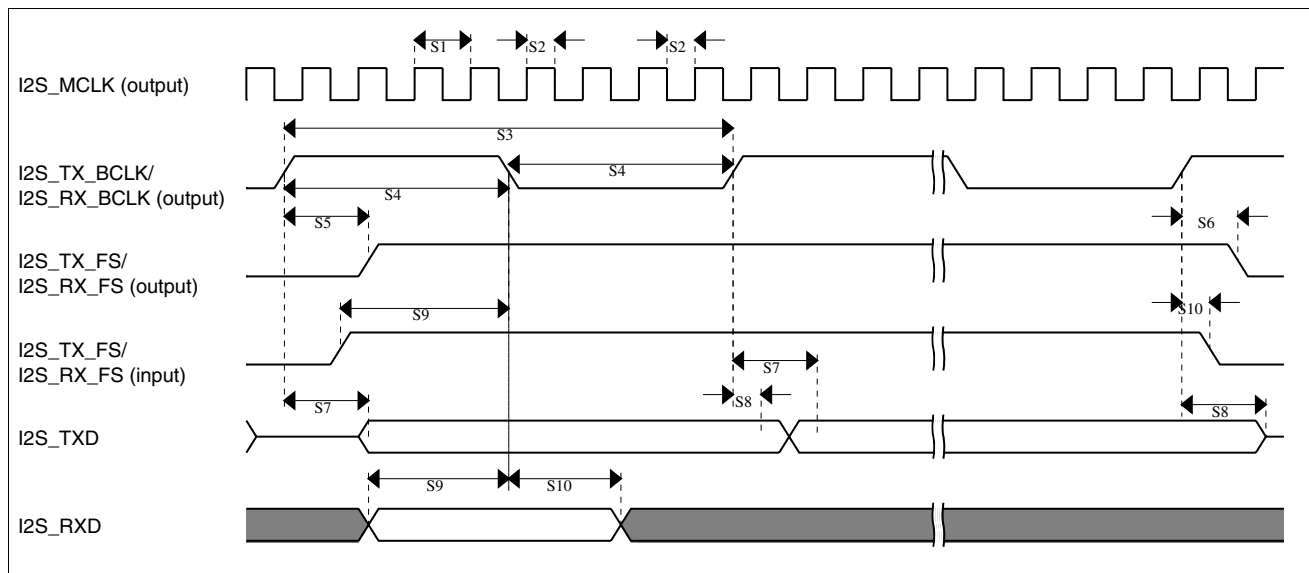 S1
S2
S2
I2S_MCLK (output)
S3
I2S_TX_BCLK/
I2S_RX_BCLK (output)
S4
S4
S5
S6
I2S_TX_FS/
I2S_RX_FS (output)
S9
S10
I2S_TX_FS/
I2S_RX_FS (input)
S7
S7
S8
S8
I2S_TXD
S9
S10
I2S_RXD